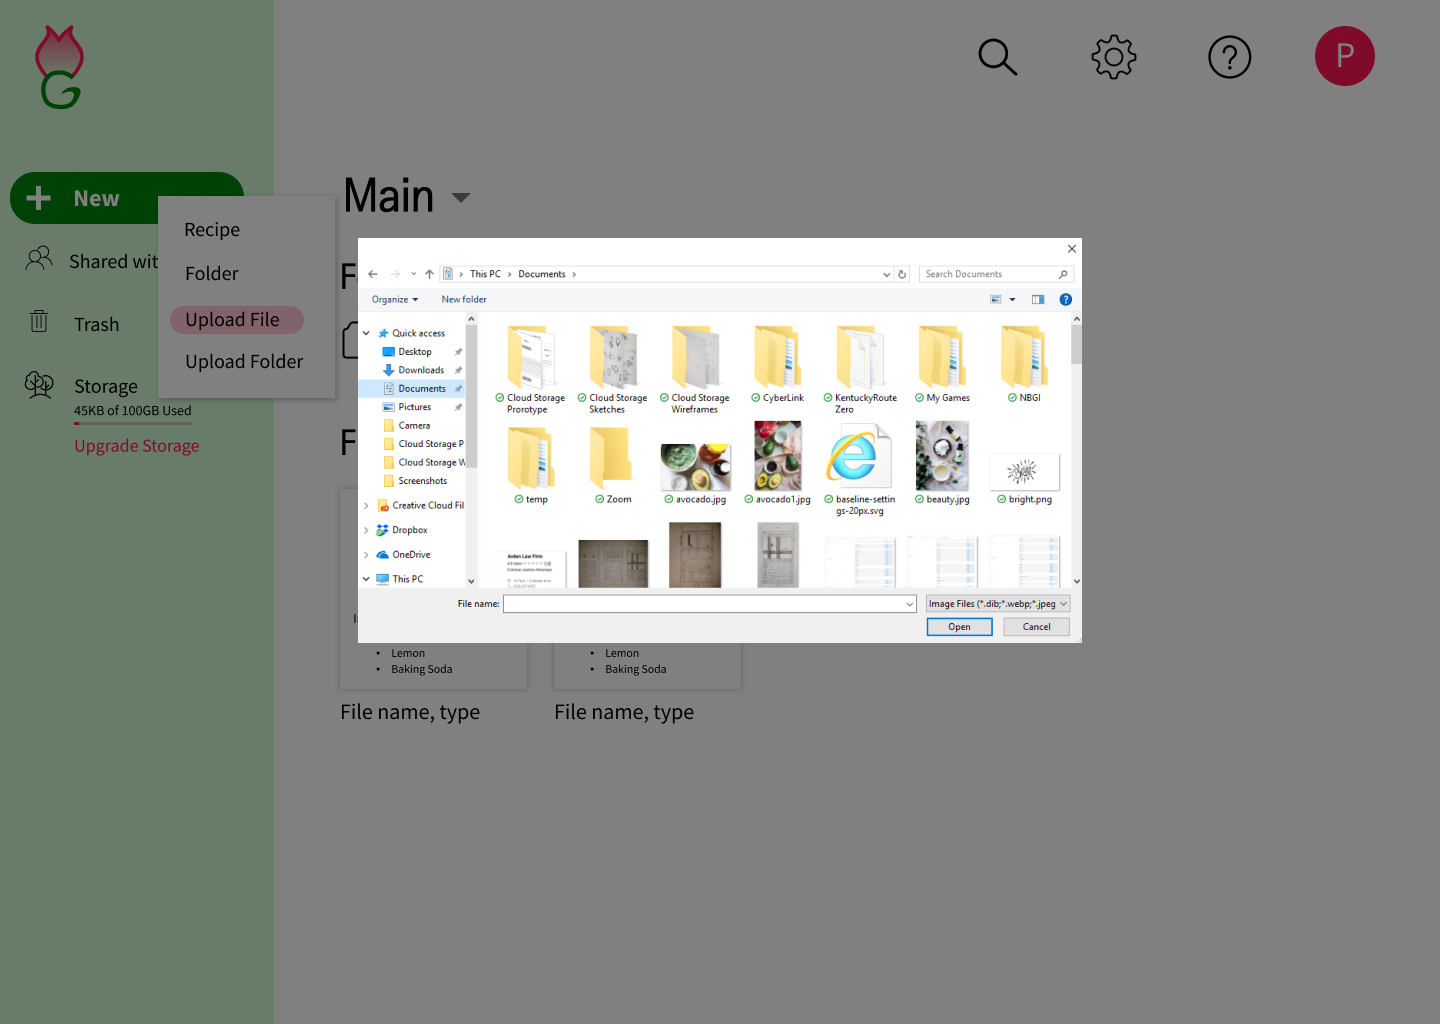 G
P
New
Main
Recipe
Shared wit
Folder
Upload File
Trash
Upload Folder
Storage
45KB of 100GB Used
Upgrade Storage
F
F
This PC > Documents >
Search Documents
Organize
New folder
Quick access
Desktop
Downloads
Documents
Pictures
Camera
Cloud Storage P
Cloud Storage W
Screenshots
Creative Cloud Fil
Dropbox
OneDrive
This PC
Cloud Storage Prorotype
Cloud Storage Sketches
Cloud Storage Wireframes
CyberLink
KentuckyRoute Zero
My Games
NBGI
temp
Zoom
avocado.jpg
avocado1.jpg
baseline-settings-20px.svg
beauty.jpg
bright.png
Arden Law Firm
File name:
Image Files (*.dib;*.webp;*.jpeg
Open
Cancel
• Lemon
• Baking Soda
• Lemon
• Baking Soda
File name, type
File name, type